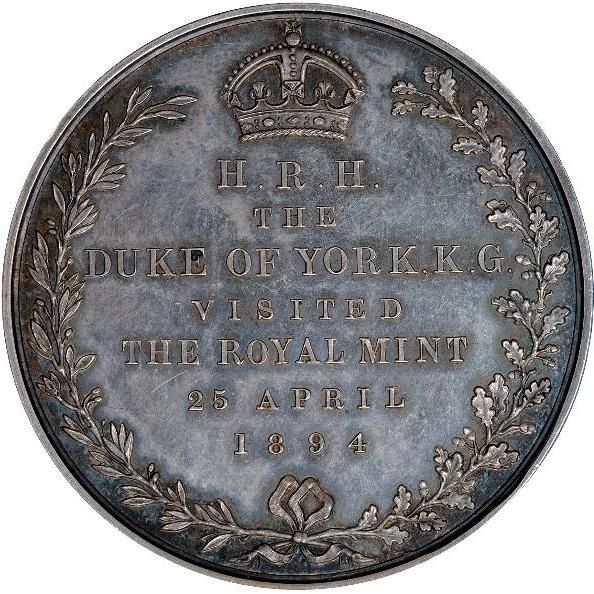 H.R.H.
THE
DUKE OF YORK, K.G.
VISITED
THE ROYAL MINT
25 APRIL
1894